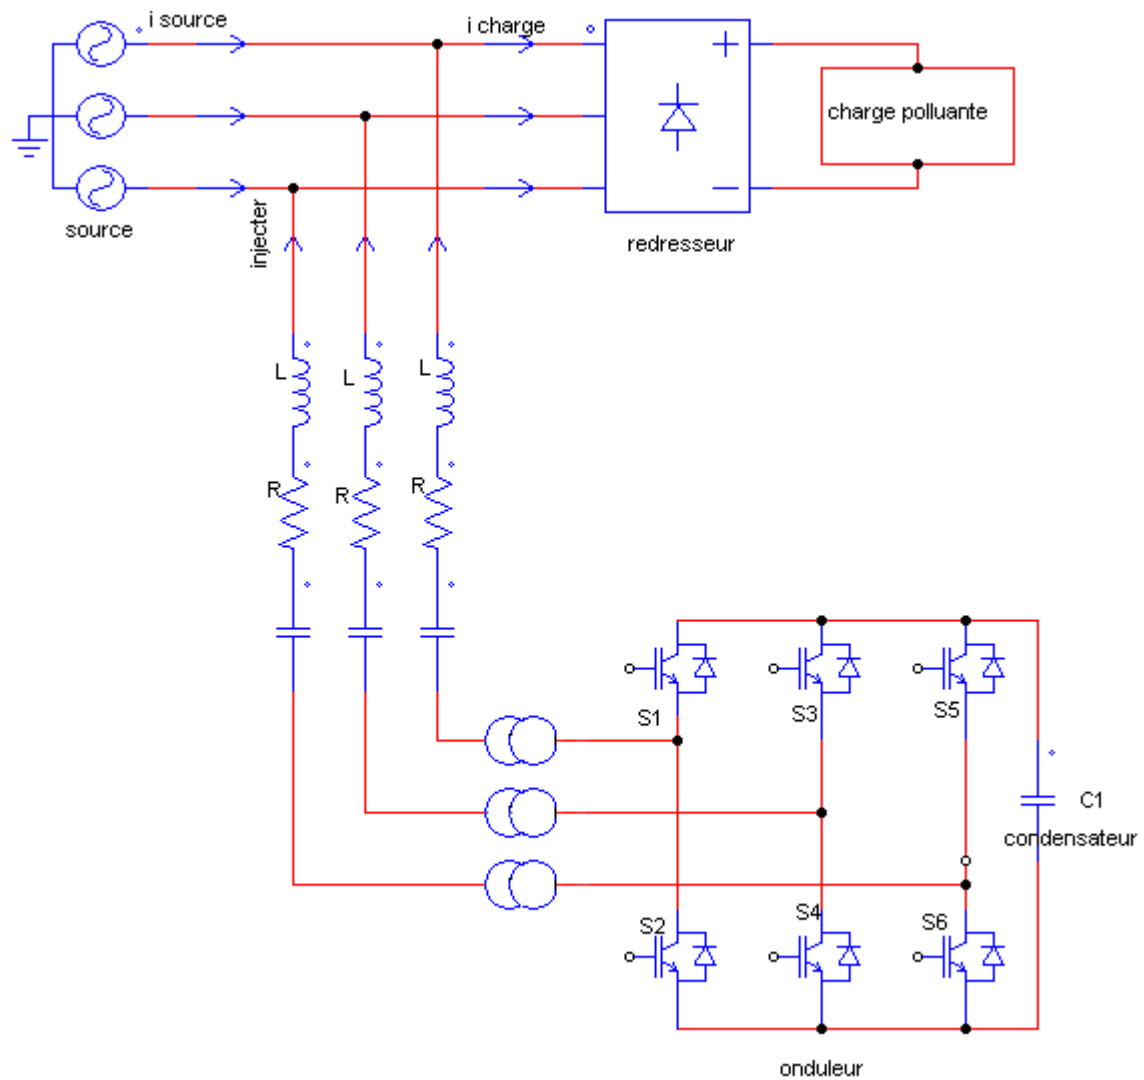 i source
i charge
charge polluante
source
injecter
redresseur
L
L
L
R
R
R
S1
S3
S5
C1
condensateur
S2
S4
S6
onduleur